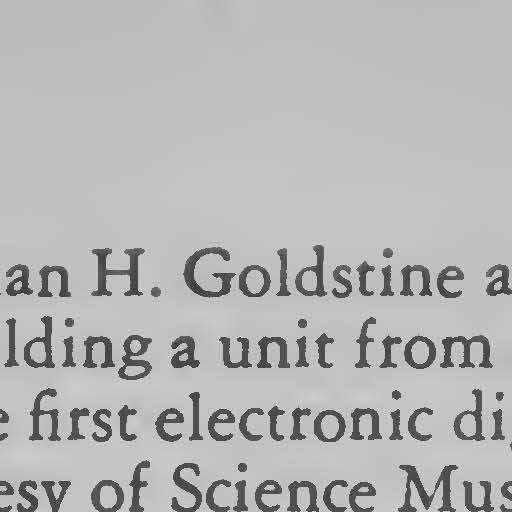 an H. Goldstine a
lding a unit from
e first electronic di
esy of Science Mus